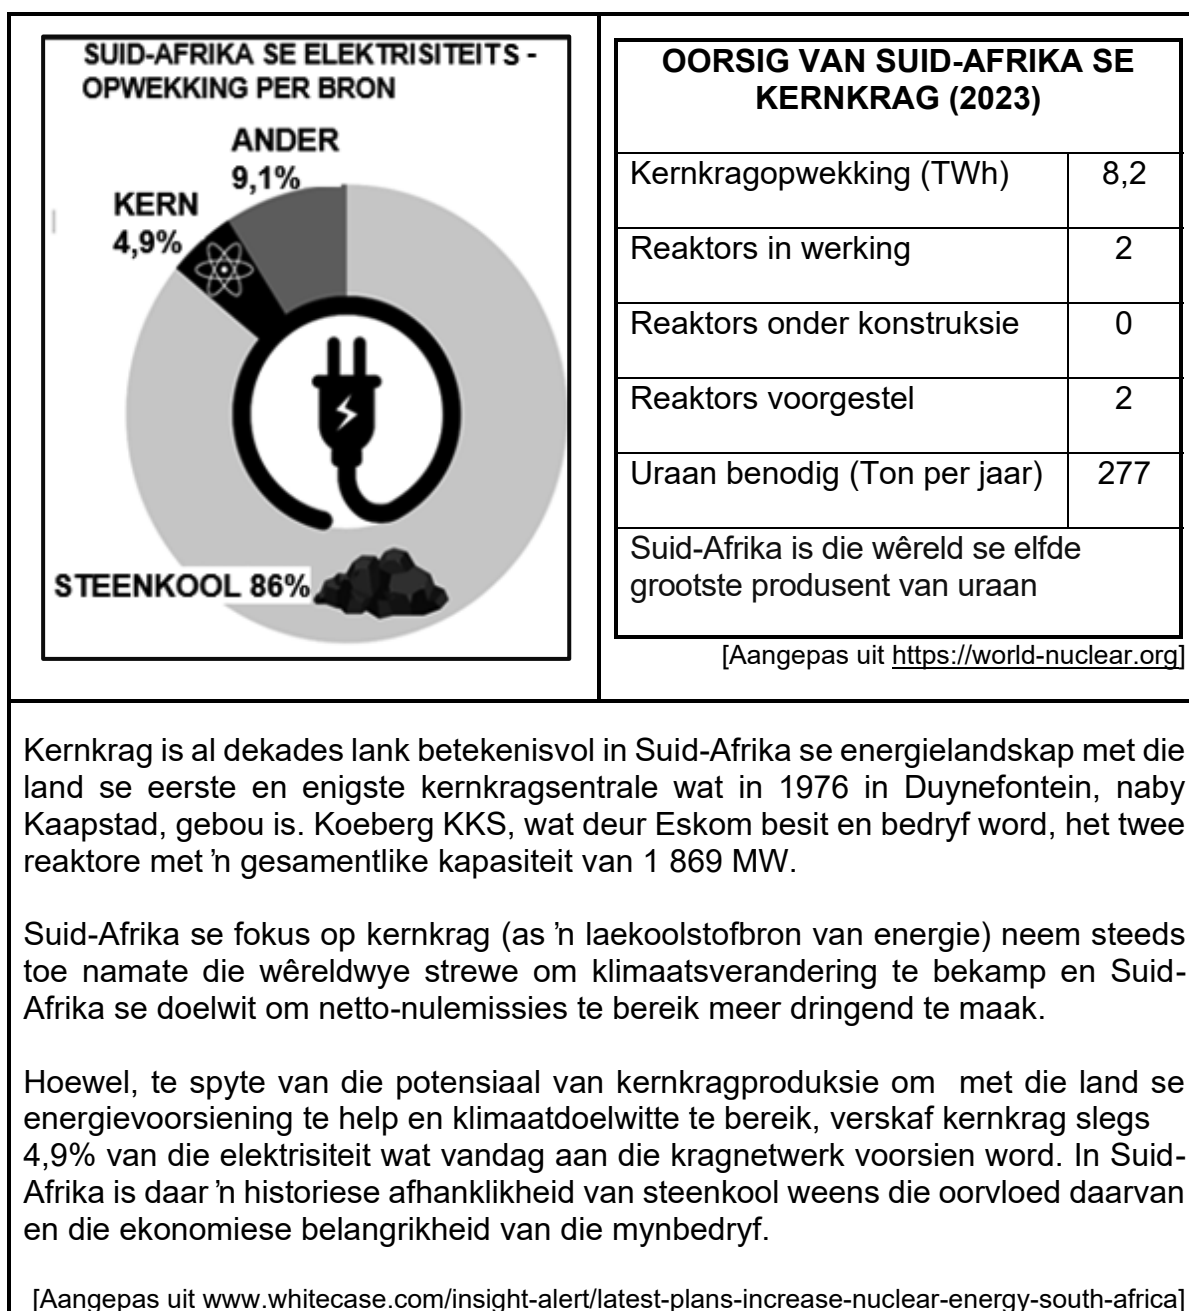 SUID-AFRIKA SE ELEKTRISITEITS -
OPWEKKING PER BRON
ANDER
9,1%
KERN
4,9%
STEENKOOL 86%
OORSIG VAN SUID-AFRIKA SE
KERNKRAG (2023)
Kernkragopwekking (TWh) 8,2
Reaktors in werking 2
Reaktors onder konstruksie 0
Reaktors voorgestel 2
Uraan benodig (Ton per jaar) 277
Suid-Afrika is die wêreld se elfde
grootste produsent van uraan
[Aangepas uit https://world-nuclear.org]
Kernkrag is al dekades lank betekenisvol in Suid-Afrika se energielandskap met die
land se eerste en enigste kernkragsentrale wat in 1976 in Duynefontein, naby
Kaapstad, gebou is. Koeberg KKS, wat deur Eskom besit en bedryf word, het twee
reaktore met 'n gesamentlike kapasiteit van 1 869 MW.
Suid-Afrika se fokus op kernkrag (as 'n laekoolstofbron van energie) neem steeds
toe namate die wêreldwye strewe om klimaatsverandering te bekamp en Suid-
Afrika se doelwit om netto-nulemissies te bereik meer dringend te maak.
Hoewel, te spyte van die potensiaal van kernkragproduksie om met die land se
energievoorsiening te help en klimaatdoelwitte te bereik, verskaf kernkrag slegs
4,9% van die elektrisiteit wat vandag aan die kragnetwerk voorsien word. In Suid-
Afrika is daar 'n historiese afhanklikheid van steenkool weens die oorvloed daarvan
en die ekonomiese belangrikheid van die mynbedryf.
[Aangepas uit www.whitecase.com/insight-alert/latest-plans-increase-nuclear-energy-south-africa]